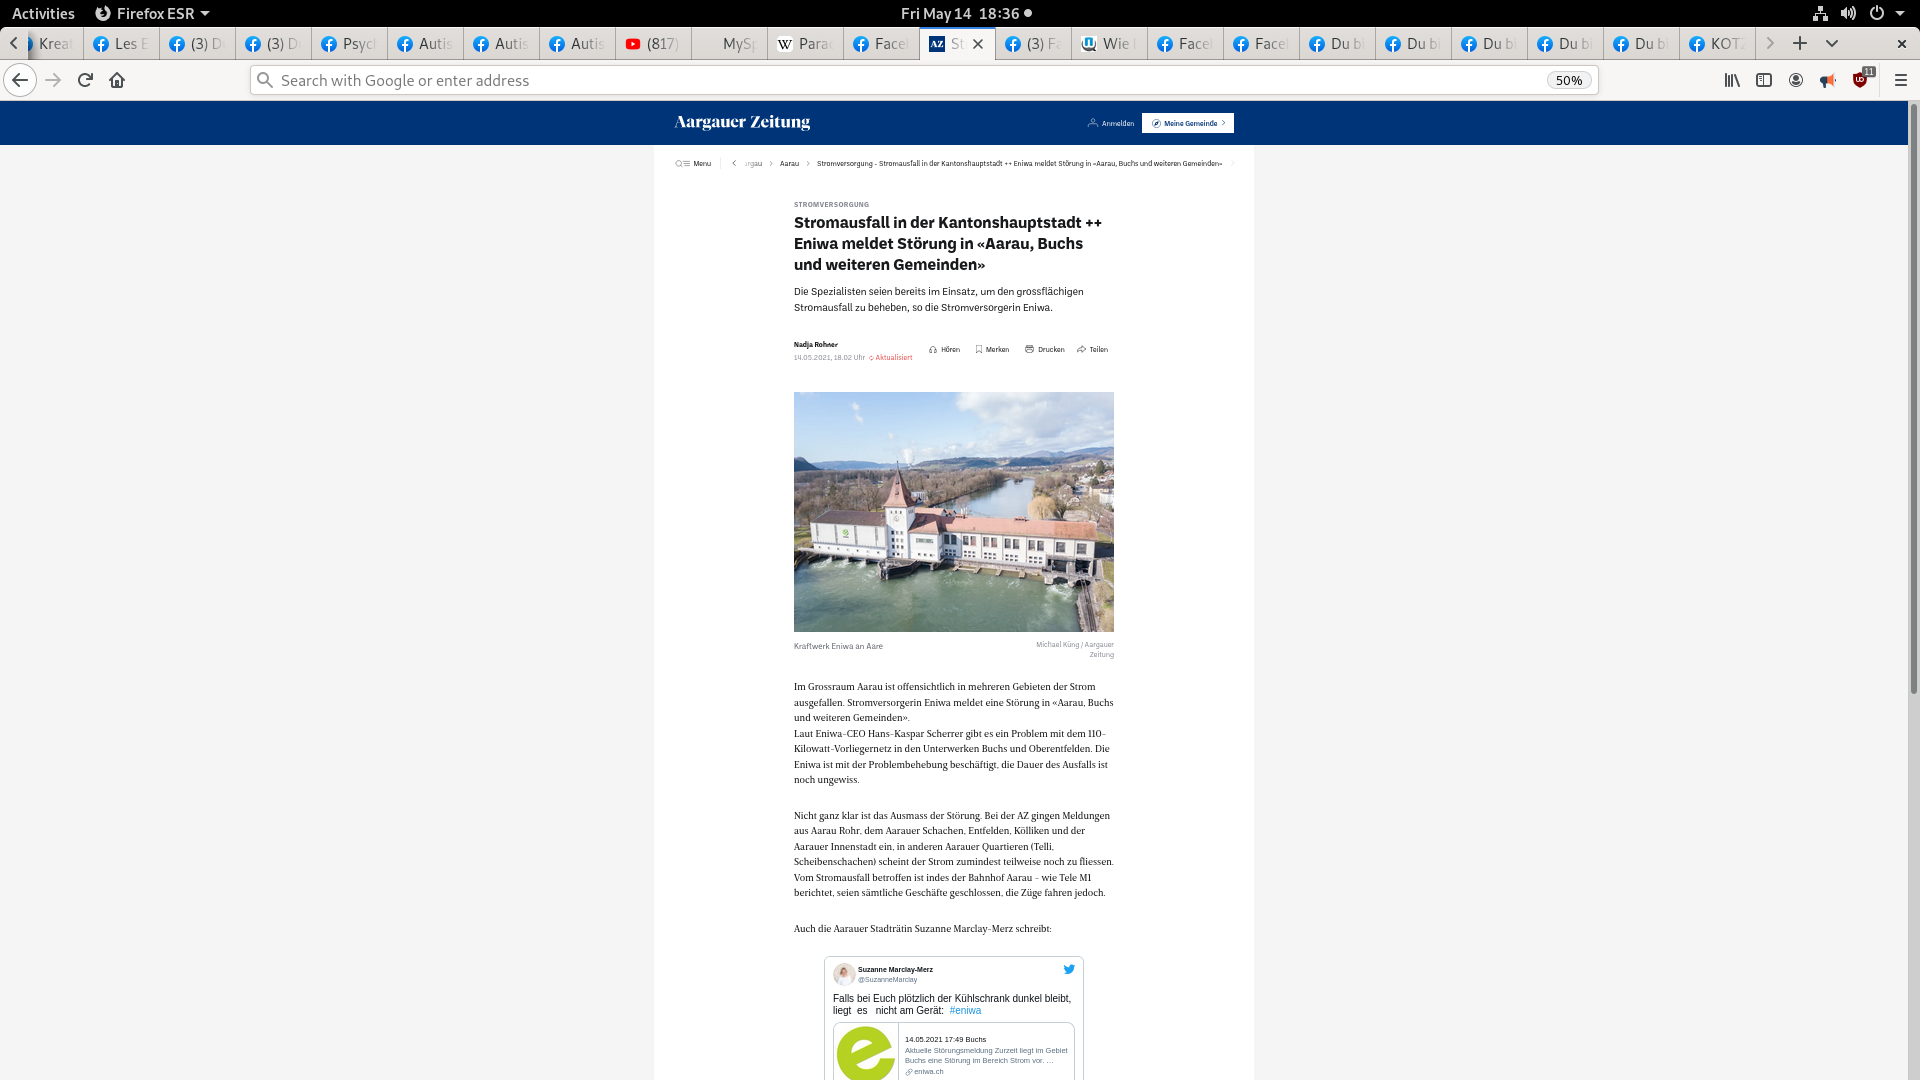 Activities Firefox ESR Fri May 14 18:36
Krea Les E (3) D (3) D Psyc Autis Autis Autis (817) MySp Para Facel St (3) Fa Wie Facel Facel Du b Du b Du b Du b Du b KOT
Search with Google or enter address 50% 11
Aargauer Zeitung Anmelden Meine Gemeinde
Menu rgau Aarau Stromversorgung - Stromausfall in der Kantonshauptstadt ++ Eniwa meldet Störung in «Aarau, Buchs und weiteren Gemeinden»
STROMVERSORGUNG
Stromausfall in der Kantonshauptstadt ++
Eniwa meldet Störung in «Aarau, Buchs
und weiteren Gemeinden»
Die Spezialisten seien bereits im Einsatz, um den grossflächigen
Stromausfall zu beheben, so die Stromversorgerin Eniwa.
Nadja Rohner
14.05.2021, 18.02 Uhr Aktualisiert
Hören Merken Drucken Teilen
Kraftwerk Eniwa an Aare
Michael Küng / Aargauer
Zeitung
Im Grossraum Aarau ist offensichtlich in mehreren Gebieten der Strom
ausgefallen. Stromversorgerin Eniwa meldet eine Störung in «Aarau, Buchs
und weiteren Gemeinden».
Laut Eniwa-CEO Hans-Kaspar Scherrer gibt es ein Problem mit dem 110-
Kilowatt-Vorliegernetz in den Unterwerken Buchs und Oberentfelden. Die
Eniwa ist mit der Problembehebung beschäftigt, die Dauer des Ausfalls ist
noch ungewiss.
Nicht ganz klar ist das Ausmass der Störung. Bei der AZ gingen Meldungen
aus Aarau Rohr, dem Aarauer Schachen, Entfelden, Kölliken und der
Aarauer Innenstadt ein, in anderen Aarauer Quartieren (Telli,
Scheibenschachen) scheint der Strom zumindest teilweise noch zu fliessen.
Vom Stromausfall betroffen ist indes der Bahnhof Aarau - wie Tele M1
berichtet, seien sämtliche Geschäfte geschlossen, die Züge fahren jedoch.
Auch die Aarauer Stadträtin Suzanne Marclay-Merz schreibt:
Suzanne Marclay-Merz
@SuzanneMarclay
Falls bei Euch plötzlich der Kühlschrank dunkel bleibt,
liegt es nicht am Gerät: #eniwa
14.05.2021 17:49 Buchs
Aktuelle Störungsmeldung Zurzeit liegt im Gebiet
Buchs eine Störung im Bereich Strom vor. ...
eniwa.ch